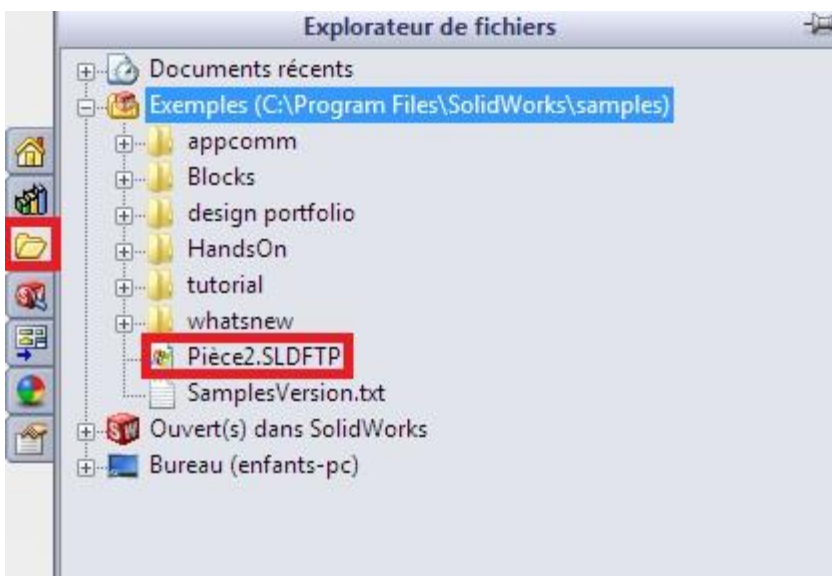 Explorateur de fichiers
Documents récents
Exemples (C:\Program Files\SolidWorks\samples)
appcomm
Blocks
design portfolio
HandsOn
tutorial
whatsnew
Pièce2.SLDFTP
SamplesVersion.txt
Ouvert(s) dans SolidWorks
Bureau (enfants-pc)